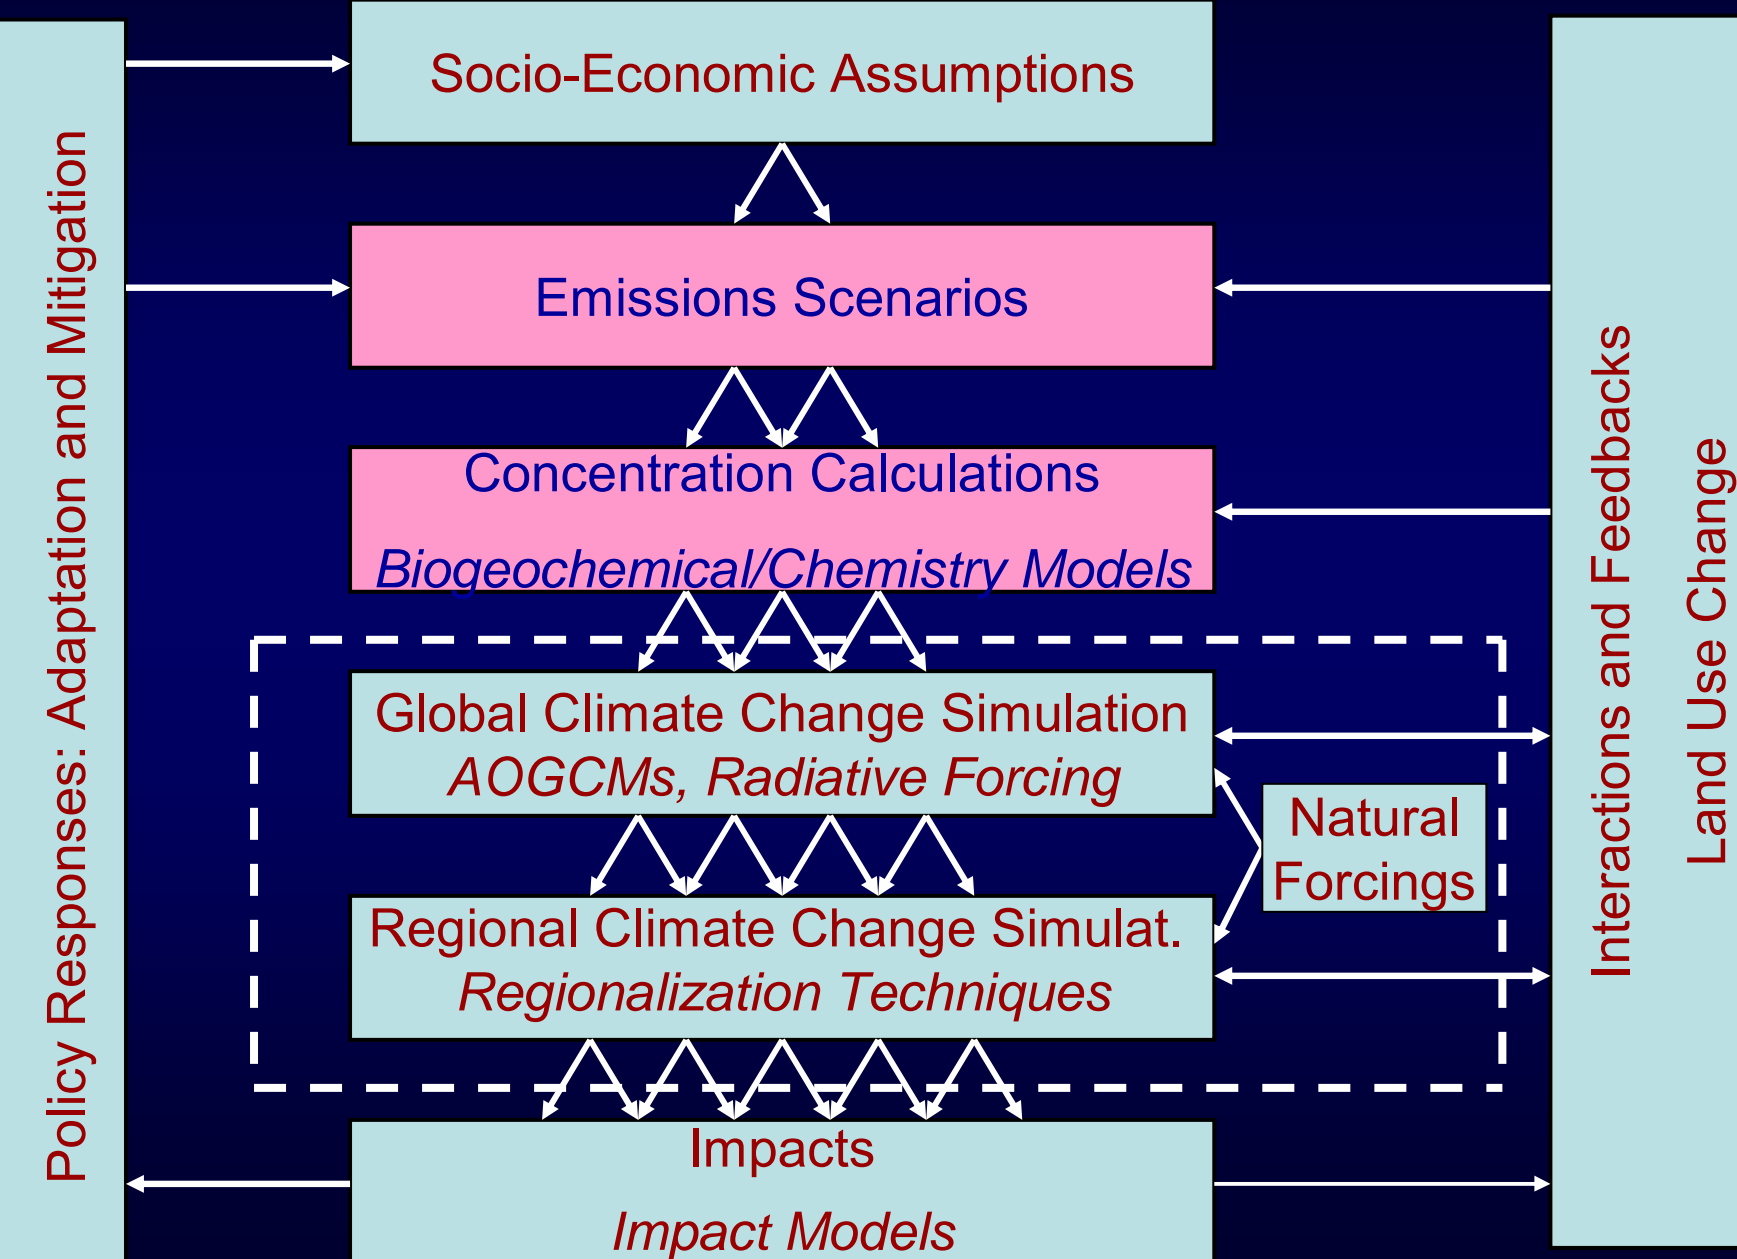 Socio-Economic Assumptions
Policy Responses: Adaptation and Mitigation
Emissions Scenarios
Concentration Calculations
Biogeochemical/Chemistry Models
Global Climate Change Simulation
AOGCMs, Radiative Forcing
Natural
Forcings
Regional Climate Change Simulat.
Regionalization Techniques
Impacts
Impact Models
Interactions and Feedbacks
Land Use Change